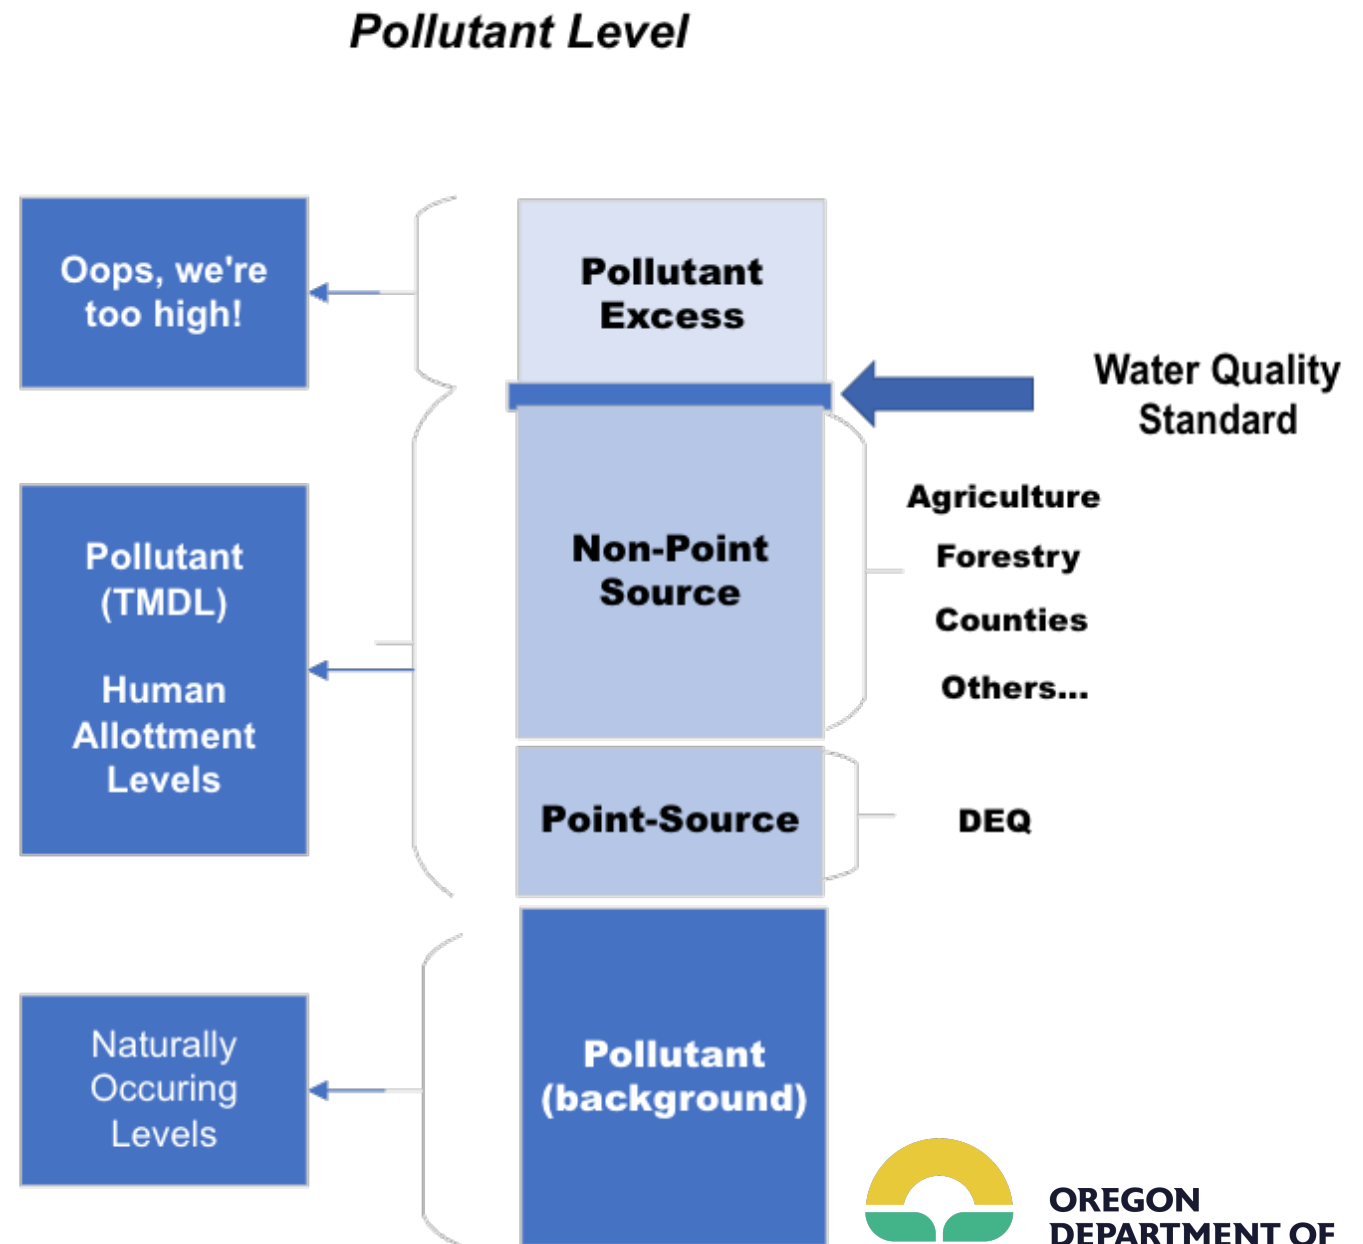 Pollutant Level
Oops, we're
too high!
Pollutant
Excess
Water Quality
Standard
Pollutant
(TMDL)
Human
Allottment
Levels
Non-Point
Source
Agriculture
Forestry
Counties
Others...
Point-Source
DEQ
Naturally
Occuring
Levels
Pollutant
(background)
OREGON
DEPARTMENT OF